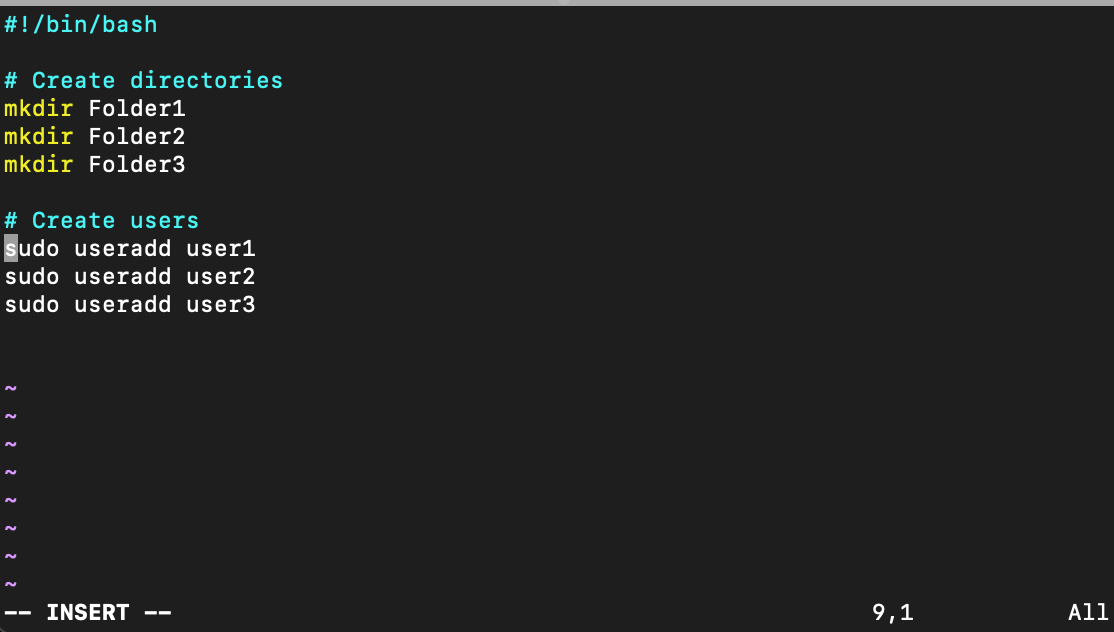 #!/bin/bash
# Create directories
mkdir Folder1
mkdir Folder2
mkdir Folder3
# Create users
sudo useradd user1
sudo useradd user2
sudo useradd user3
~
~
~
~
~
~
~
~
-- INSERT -- 9,1 All